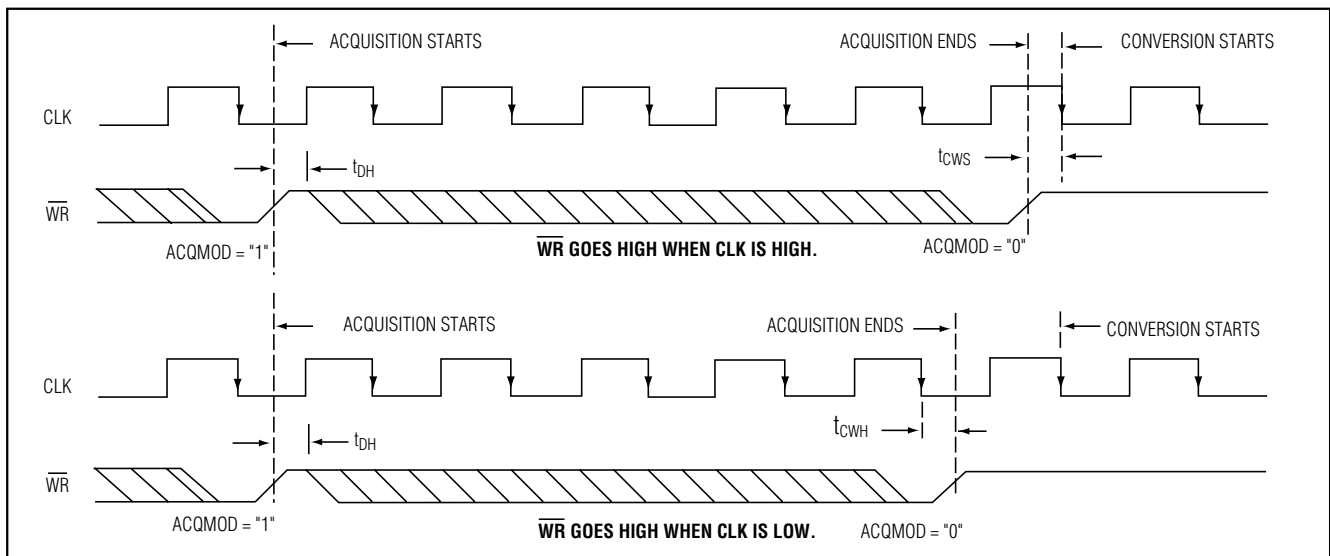 ACQUISITION STARTS
ACQUISITION ENDS
CONVERSION STARTS
CLK
tCWS
tDH
WR
ACQMOD = "1"
WR GOES HIGH WHEN CLK IS HIGH.
ACQMOD = "0"
ACQUISITION STARTS
ACQUISITION ENDS
CONVERSION STARTS
CLK
tDH
tCWH
WR
ACQMOD = "1"
WR GOES HIGH WHEN CLK IS LOW.
ACQMOD = "0"